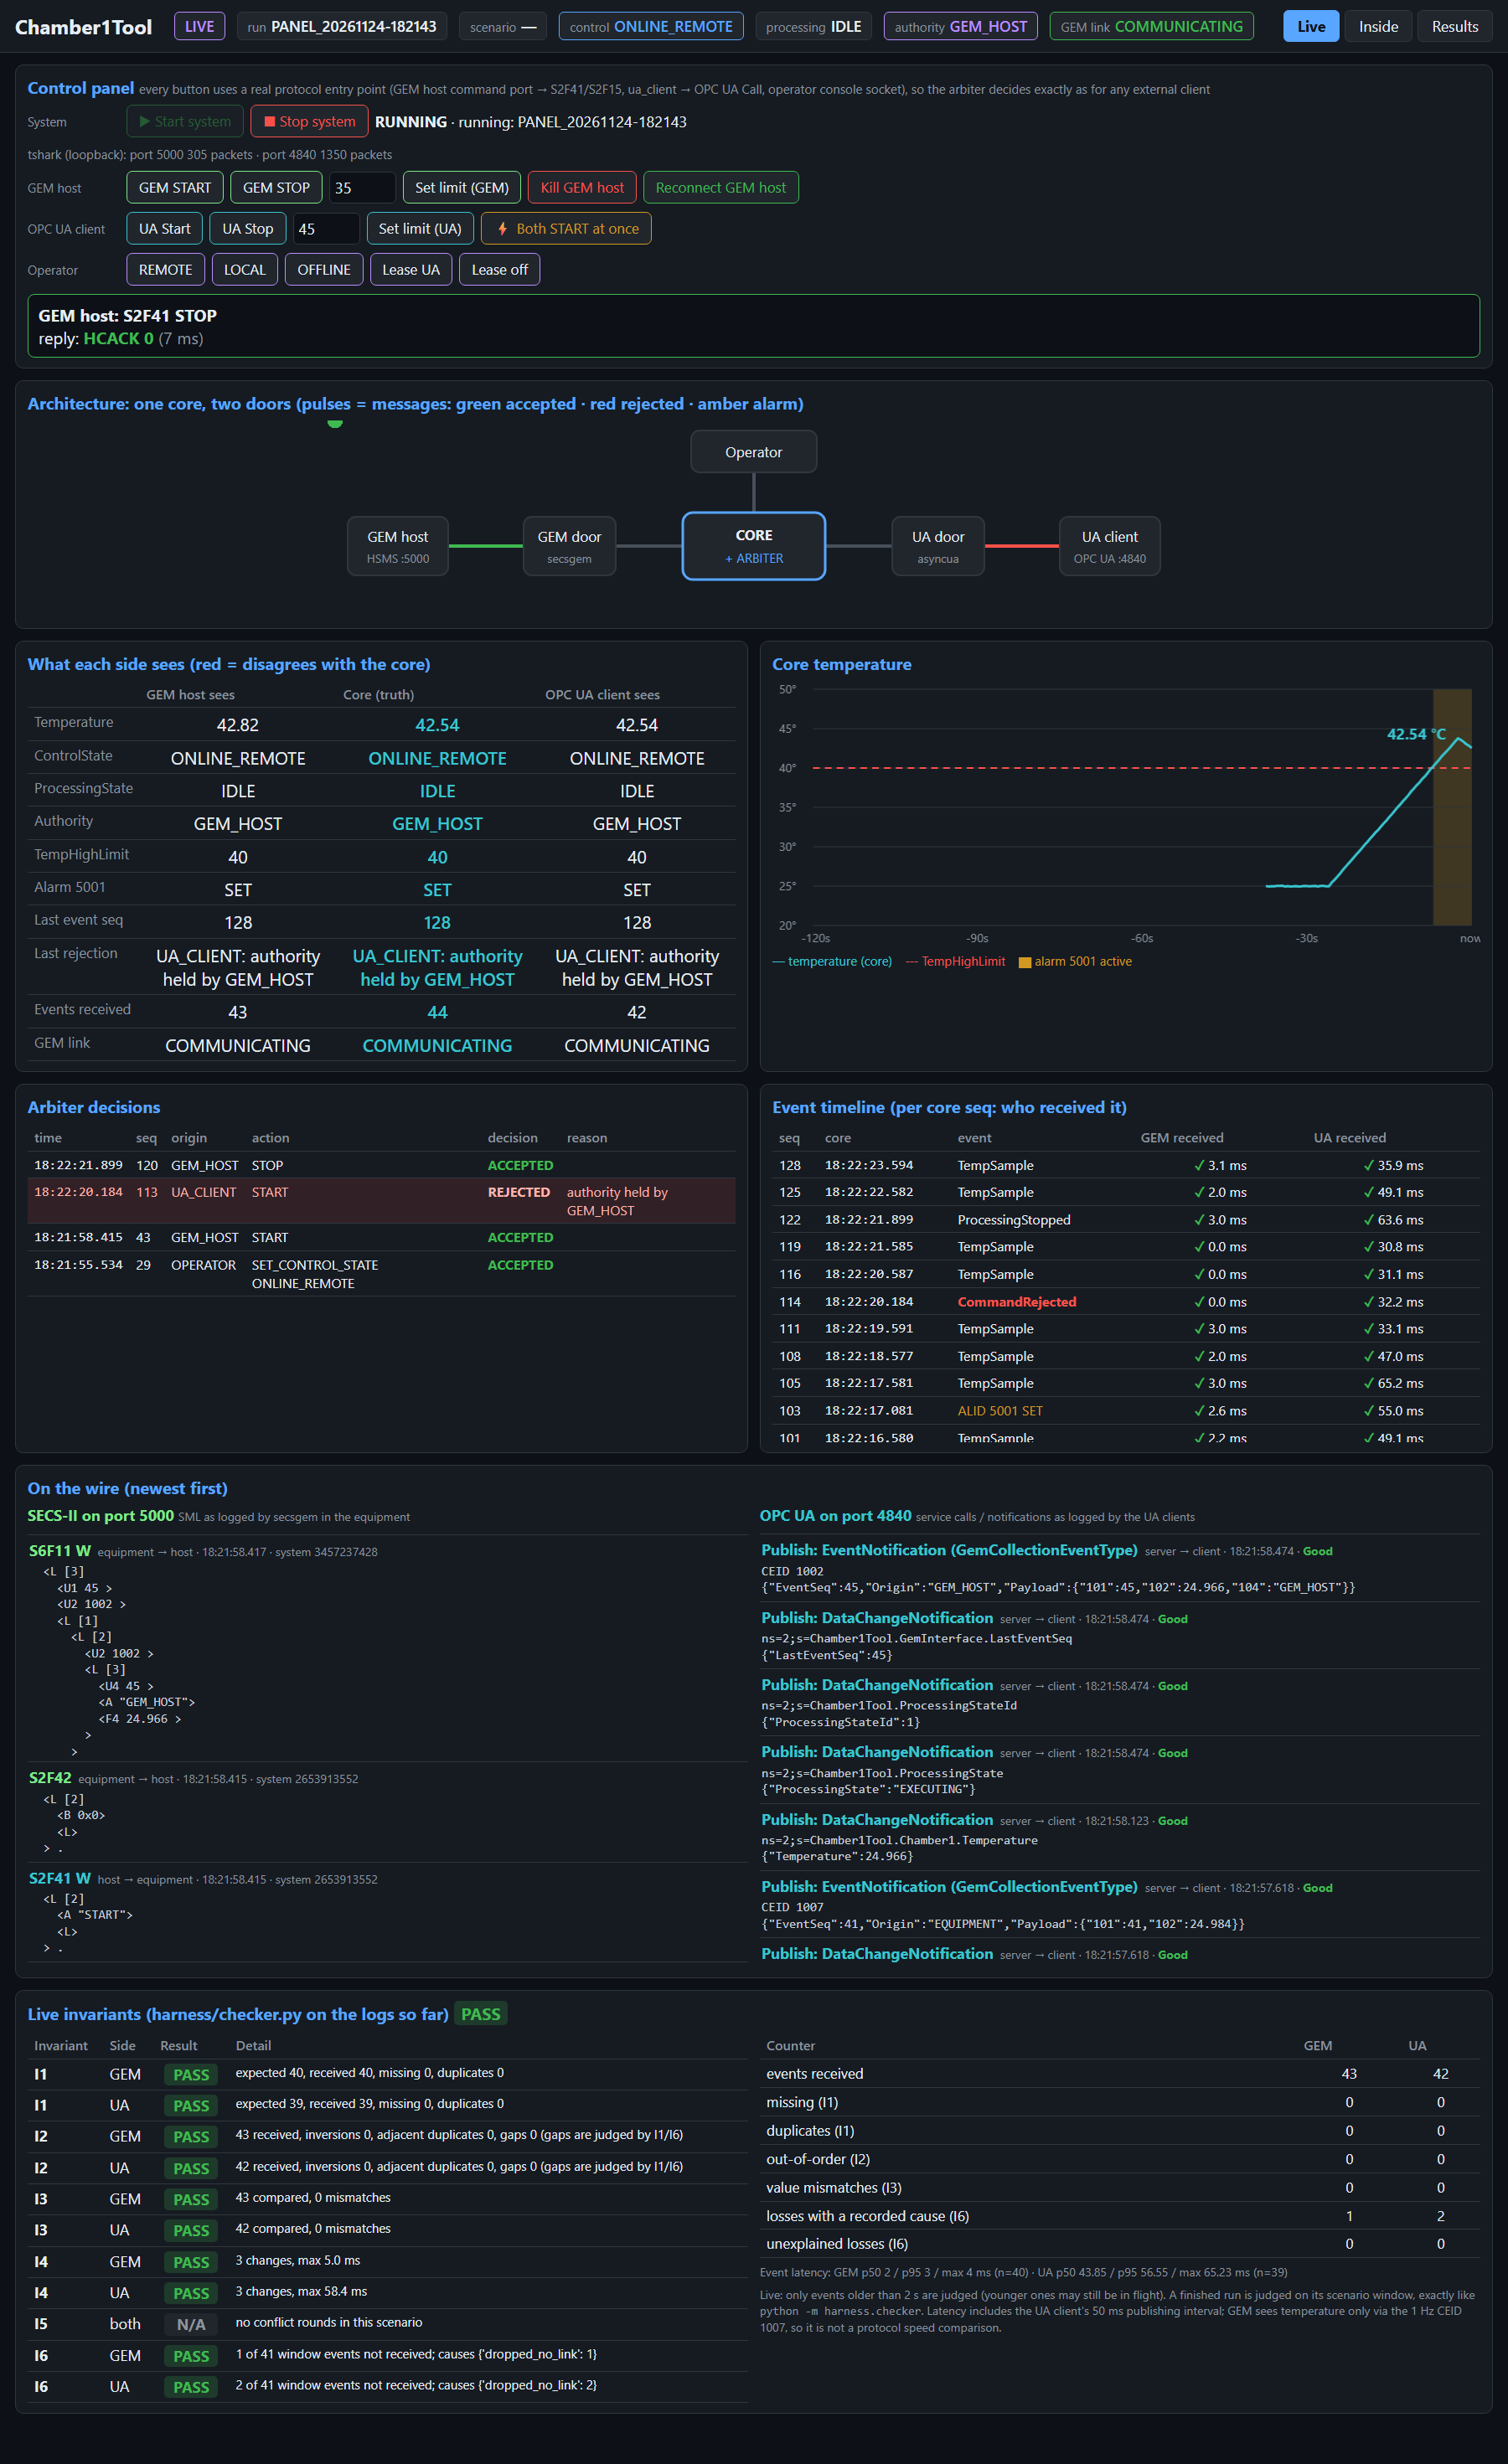 Chamber1Tool LIVE run PANEL_20261124-182143 scenario — control ONLINE_REMOTE processing IDLE authority GEM_HOST GEM link COMMUNICATING Live Inside Results
Control panel every button uses a real protocol entry point (GEM host command port → S2F41/S2F15, ua_client → OPC UA Call, operator console socket), so the arbiter decides exactly as for any external client
System ▶ Start system ■ Stop system RUNNING · running: PANEL_20261124-182143
tshark (loopback): port 5000 305 packets · port 4840 1350 packets
GEM host GEM START GEM STOP 35 Set limit (GEM) Kill GEM host Reconnect GEM host
OPC UA client UA Start UA Stop 45 Set limit (UA) ⚡ Both START at once
Operator REMOTE LOCAL OFFLINE Lease UA Lease off
GEM host: S2F41 STOP
reply: HCACK 0 (7 ms)
Architecture: one core, two doors (pulses = messages: green accepted · red rejected · amber alarm)
Operator
GEM host GEM door CORE UA door UA client
HSMS :5000 secsgem + ARBITER asyncua OPC UA :4840
What each side sees (red = disagrees with the core)
GEM host sees Core (truth) OPC UA client sees
Temperature 42.82 42.54 42.54
ControlState ONLINE_REMOTE ONLINE_REMOTE ONLINE_REMOTE
ProcessingState IDLE IDLE IDLE
Authority GEM_HOST GEM_HOST GEM_HOST
TempHighLimit 40 40 40
Alarm 5001 SET SET SET
Last event seq 128 128 128
Last rejection UA_CLIENT: authority UA_CLIENT: authority UA_CLIENT: authority
held by GEM_HOST held by GEM_HOST held by GEM_HOST
Events received 43 44 42
GEM link COMMUNICATING COMMUNICATING COMMUNICATING
Core temperature
50°
45°
42.54 °C
40°
35°
30°
25°
20°
-120s -90s -60s -30s now
— temperature (core) --- TempHighLimit alarm 5001 active
Arbiter decisions
time seq origin action decision reason
18:22:21.899 120 GEM_HOST STOP ACCEPTED
18:22:20.184 113 UA_CLIENT START REJECTED authority held by
GEM_HOST
18:21:58.415 43 GEM_HOST START ACCEPTED
18:21:55.534 29 OPERATOR SET_CONTROL_STATE ACCEPTED
ONLINE_REMOTE
Event timeline (per core seq: who received it)
seq core event GEM received UA received
128 18:22:23.594 TempSample ✓ 3.1 ms ✓ 35.9 ms
125 18:22:22.582 TempSample ✓ 2.0 ms ✓ 49.1 ms
122 18:22:21.899 ProcessingStopped ✓ 3.0 ms ✓ 63.6 ms
119 18:22:21.585 TempSample ✓ 0.0 ms ✓ 30.8 ms
116 18:22:20.587 TempSample ✓ 0.0 ms ✓ 31.1 ms
114 18:22:20.184 CommandRejected ✓ 0.0 ms ✓ 32.2 ms
111 18:22:19.591 TempSample ✓ 3.0 ms ✓ 33.1 ms
108 18:22:18.577 TempSample ✓ 2.0 ms ✓ 47.0 ms
105 18:22:17.581 TempSample ✓ 3.0 ms ✓ 65.2 ms
103 18:22:17.081 ALID 5001 SET ✓ 2.6 ms ✓ 55.0 ms
101 18:22:16.580 TempSample ✓ 2.2 ms ✓ 49.1 ms
On the wire (newest first)
SECS-II on port 5000 SML as logged by secsgem in the equipment
S6F11 W equipment → host · 18:21:58.417 · system 3457237428
<L [3]
<U1 45 >
<U2 1002 >
<L [1]
<L [2]
<U2 1002 >
<L [3]
<U4 45 >
<A "GEM_HOST">
<F4 24.966 >
>
>
S2F42 equipment → host · 18:21:58.415 · system 2653913552
<L [2]
<B 0x0>
<L>
> .
S2F41 W host → equipment · 18:21:58.415 · system 2653913552
<L [2]
<A "START">
<L>
> .
OPC UA on port 4840 service calls / notifications as logged by the UA clients
Publish: EventNotification (GemCollectionEventType) server → client · 18:21:58.474 · Good
CEID 1002
{"EventSeq":45,"Origin":"GEM_HOST","Payload":{"101":45,"102":24.966,"104":"GEM_HOST"}}
Publish: DataChangeNotification server → client · 18:21:58.474 · Good
ns=2;s=Chamber1Tool.GemInterface.LastEventSeq
{"LastEventSeq":45}
Publish: DataChangeNotification server → client · 18:21:58.474 · Good
ns=2;s=Chamber1Tool.ProcessingStateId
{"ProcessingStateId":1}
Publish: DataChangeNotification server → client · 18:21:58.474 · Good
ns=2;s=Chamber1Tool.ProcessingState
{"ProcessingState":"EXECUTING"}
Publish: DataChangeNotification server → client · 18:21:58.123 · Good
ns=2;s=Chamber1Tool.Chamber1.Temperature
{"Temperature":24.966}
Publish: EventNotification (GemCollectionEventType) server → client · 18:21:57.618 · Good
CEID 1007
{"EventSeq":41,"Origin":"EQUIPMENT","Payload":{"101":41,"102":24.984}}
Publish: DataChangeNotification server → client · 18:21:57.618 · Good
Live invariants (harness/checker.py on the logs so far) PASS
Invariant Side Result Detail
I1 GEM PASS expected 40, received 40, missing 0, duplicates 0
I1 UA PASS expected 39, received 39, missing 0, duplicates 0
I2 GEM PASS 43 received, inversions 0, adjacent duplicates 0, gaps 0 (gaps are judged by I1/I6)
I2 UA PASS 42 received, inversions 0, adjacent duplicates 0, gaps 0 (gaps are judged by I1/I6)
I3 GEM PASS 43 compared, 0 mismatches
I3 UA PASS 42 compared, 0 mismatches
I4 GEM PASS 3 changes, max 5.0 ms
I4 UA PASS 3 changes, max 58.4 ms
I5 both N/A no conflict rounds in this scenario
I6 GEM PASS 1 of 41 window events not received; causes {'dropped_no_link': 1}
I6 UA PASS 2 of 41 window events not received; causes {'dropped_no_link': 2}
Counter GEM UA
events received 43 42
missing (I1) 0 0
duplicates (I1) 0 0
out-of-order (I2) 0 0
value mismatches (I3) 0 0
losses with a recorded cause (I6) 1 2
unexplained losses (I6) 0 0
Event latency: GEM p50 2 / p95 3 / max 4 ms (n=40) · UA p50 43.85 / p95 56.55 / max 65.23 ms (n=39)
Live: only events older than 2 s are judged (younger ones may still be in flight). A finished run is judged on its scenario window, exactly like
python -m harness.checker. Latency includes the UA client's 50 ms publishing interval; GEM sees temperature only via the 1 Hz CEID
1007, so it is not a protocol speed comparison.